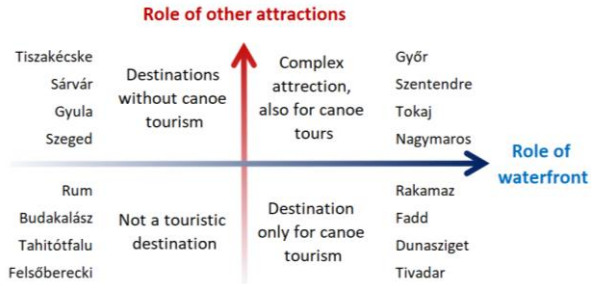 Role of other attractions
Tiszakécske
Sárvár
Gyula
Szeged
Destinations
without canoe
tourism
Complex
attrection,
also for canoe
tours
Győr
Szentendre
Tokaj
Nagymaros
Role of
waterfront
Rum
Budakalász
Tahitótfalu
Felsőberecki
Not a touristic
destination
Destination
only for canoe
tourism
Rakamaz
Fadd
Dunasziget
Tivadar